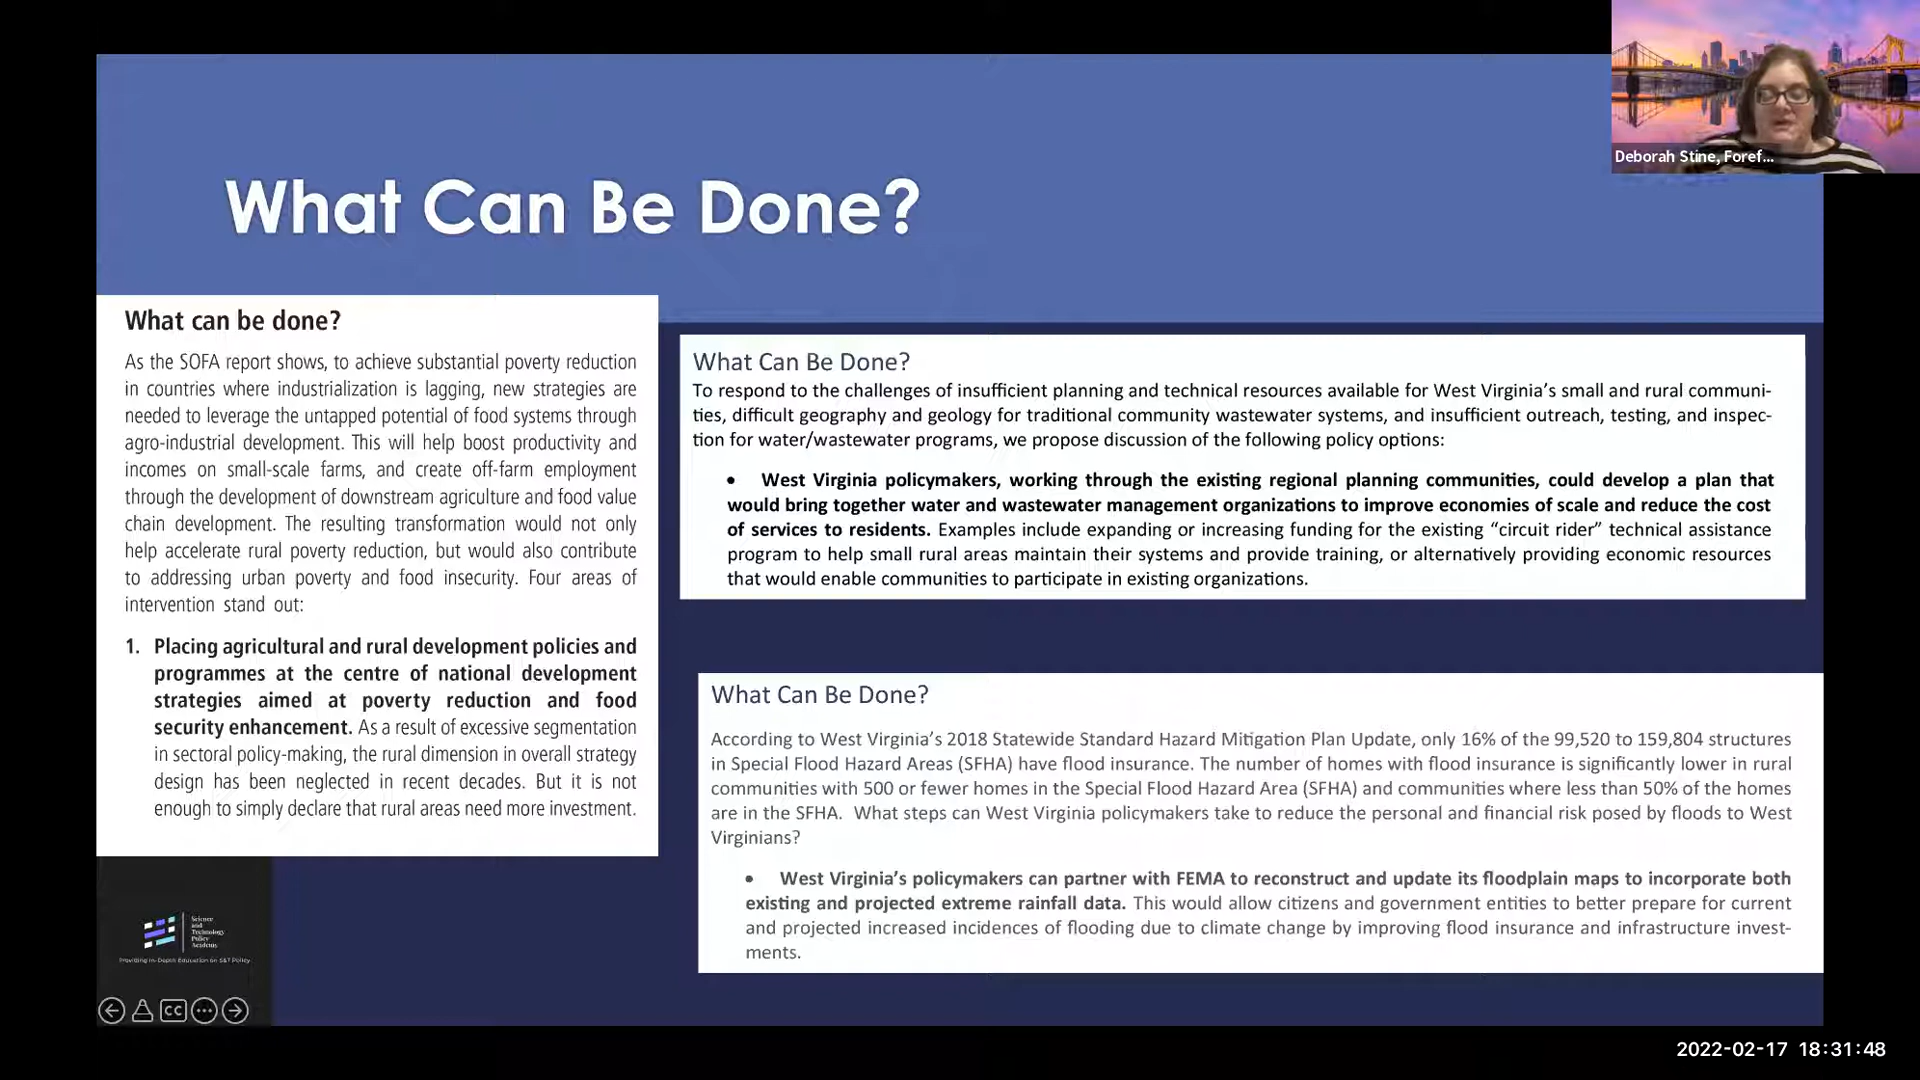 Deborah Stine, Foref...
What Can Be Done?
What can be done?
As the SOFA report shows, to achieve substantial poverty reduction
in countries where industrialization is lagging, new strategies are
needed to leverage the untapped potential of food systems through
agro-industrial development. This will help boost productivity and
incomes on small-scale farms, and create off-farm employment
through the development of downstream agriculture and food value
chain development. The resulting transformation would not only
help accelerate rural poverty reduction, but would also contribute
to addressing urban poverty and food insecurity. Four areas of
intervention stand out:
1. Placing agricultural and rural development policies and
programmes at the centre of national development
strategies aimed at poverty reduction and food
security enhancement. As a result of excessive segmentation
in sectoral policy-making, the rural dimension in overall strategy
design has been neglected in recent decades. But it is not
enough to simply declare that rural areas need more investment.
What Can Be Done?
To respond to the challenges of insufficient planning and technical resources available for West Virginia's small and rural communi-
ties, difficult geography and geology for traditional community wastewater systems, and insufficient outreach, testing, and inspec-
tion for water/wastewater programs, we propose discussion of the following policy options:
• West Virginia policymakers, working through the existing regional planning communities, could develop a plan that
would bring together water and wastewater management organizations to improve economies of scale and reduce the cost
of services to residents. Examples include expanding or increasing funding for the existing "circuit rider" technical assistance
program to help small rural areas maintain their systems and provide training, or alternatively providing economic resources
that would enable communities to participate in existing organizations.
What Can Be Done?
According to West Virginia's 2018 Statewide Standard Hazard Mitigation Plan Update, only 16% of the 99,520 to 159,804 structures
in Special Flood Hazard Areas (SFHA) have flood insurance. The number of homes with flood insurance is significantly lower in rural
communities with 500 or fewer homes in the Special Flood Hazard Area (SFHA) and communities where less than 50% of the homes
are in the SFHA. What steps can West Virginia policymakers take to reduce the personal and financial risk posed by floods to West
Virginians?
• West Virginia's policymakers can partner with FEMA to reconstruct and update its floodplain maps to incorporate both
existing and projected extreme rainfall data. This would allow citizens and government entities to better prepare for current
and projected increased incidences of flooding due to climate change by improving flood insurance and infrastructure invest-
ments.
Science
and
Technology
Policy
Academy
Providing In-Depth Education on S&T Policy
CC
2022-02-17 18:31:48